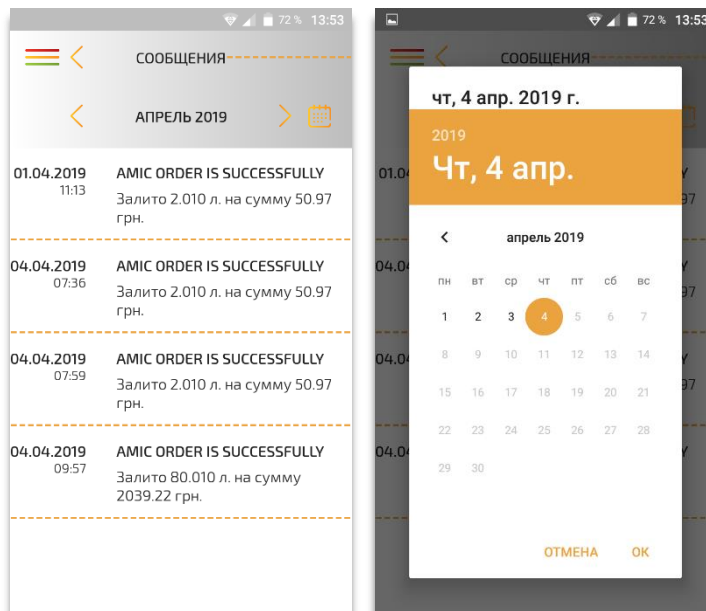 72 % 13:53
СООБЩЕНИЯ
АПРЕЛЬ 2019
01.04.2019 AMIC ORDER IS SUCCESSFULLY
11:13 Залито 2.010 л. на сумму 50.97
грн.
04.04.2019 AMIC ORDER IS SUCCESSFULLY
07:36 Залито 2.010 л. на сумму 50.97
грн.
04.04.2019 AMIC ORDER IS SUCCESSFULLY
07:59 Залито 2.010 л. на сумму 50.97
грн.
04.04.2019 AMIC ORDER IS SUCCESSFULLY
09:57 Залито 80.010 л. на сумму
2039.22 грн.
72 % 13:53
СООБЩЕНИЯ
чт, 4 апр. 2019 г.
2019
Чт, 4 апр.
апрель 2019
пн вт ср чт пт сб вс
1 2 3 4 5 6 7
8 9 10 11 12 13 14
15 16 17 18 19 20 21
22 23 24 25 26 27 28
29 30
ОТМЕНА ОК